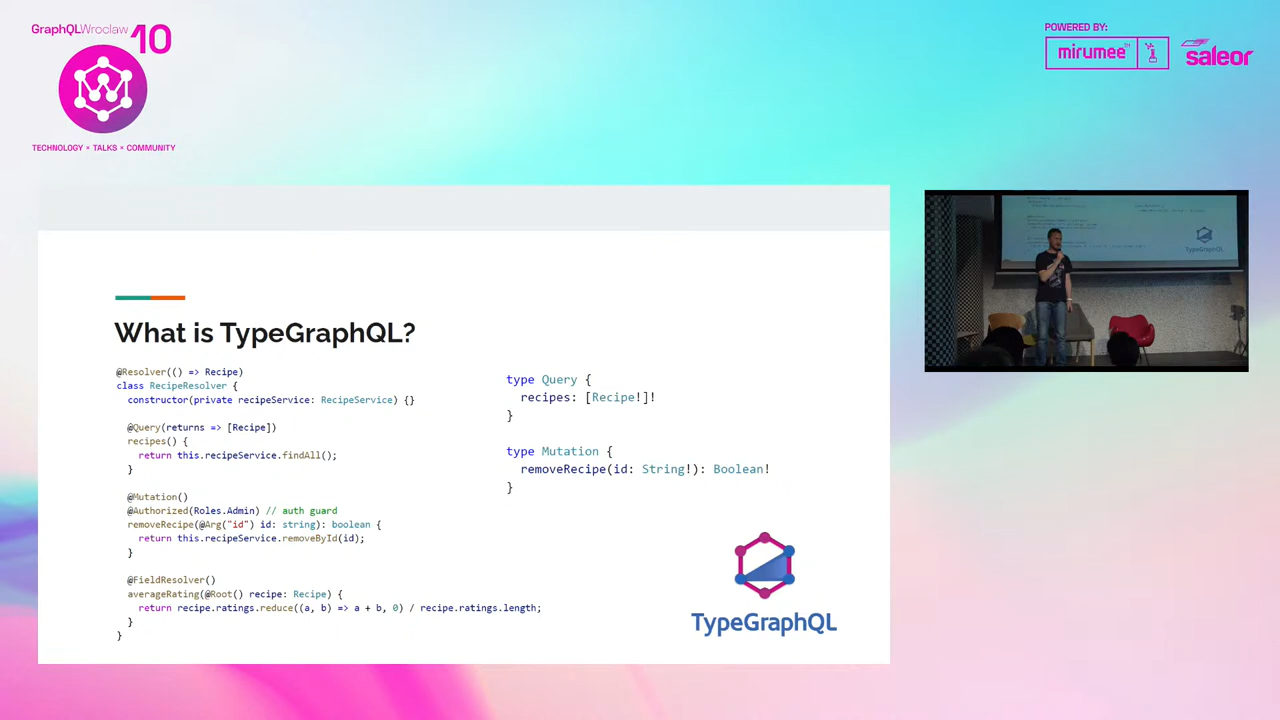 GraphQLWroclaw 10
TECHNOLOGY × TALKS × COMMUNITY
POWERED BY:
mirumee
saleor
What is TypeGraphQL?
@Resolver(() => Recipe)
class RecipeResolver {
constructor(private recipeService: RecipeService) {}
@Query(returns => [Recipe])
recipes() {
return this.recipeService.findAll();
}
@Mutation()
@Authorized(Roles.Admin) // auth guard
removeRecipe(@Arg("id") id: string): boolean {
return this.recipeService.removeById(id);
}
@FieldResolver()
averageRating(@Root() recipe: Recipe) {
return recipe.ratings.reduce((a, b) => a + b, 0) / recipe.ratings.length;
}
}
type Query {
recipes: [Recipe!]!
}
type Mutation {
removeRecipe(id: String!): Boolean!
}
TypeGraphQL
TypeGraphQL